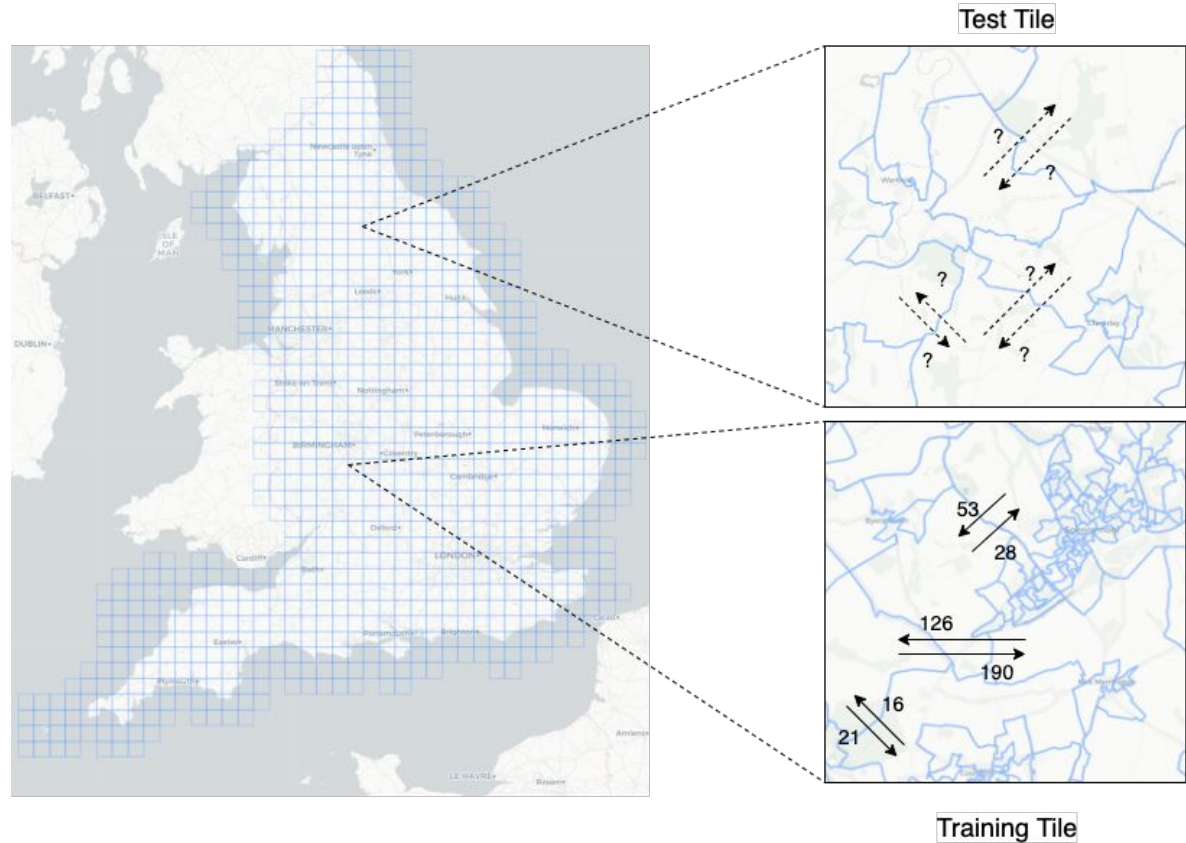 Test Tile
Newcastle upon
Tyne
BELFAST
ISLE
OF
MAN
York
Leeds
Hull
MANCHESTER
DUBLIN
Stoke on Trent
Nottingham
Norwich
Peterborough
BIRMINGHAM
Coventry
Cambridge
Oxford
Cardiff
LONDON
Calais
Portsmouth
Brighton
Exeter
Plymouth
Amiens
LE HAVRE
Rouen
?
?
?
?
?
?
53
28
126
190
16
21
Training Tile